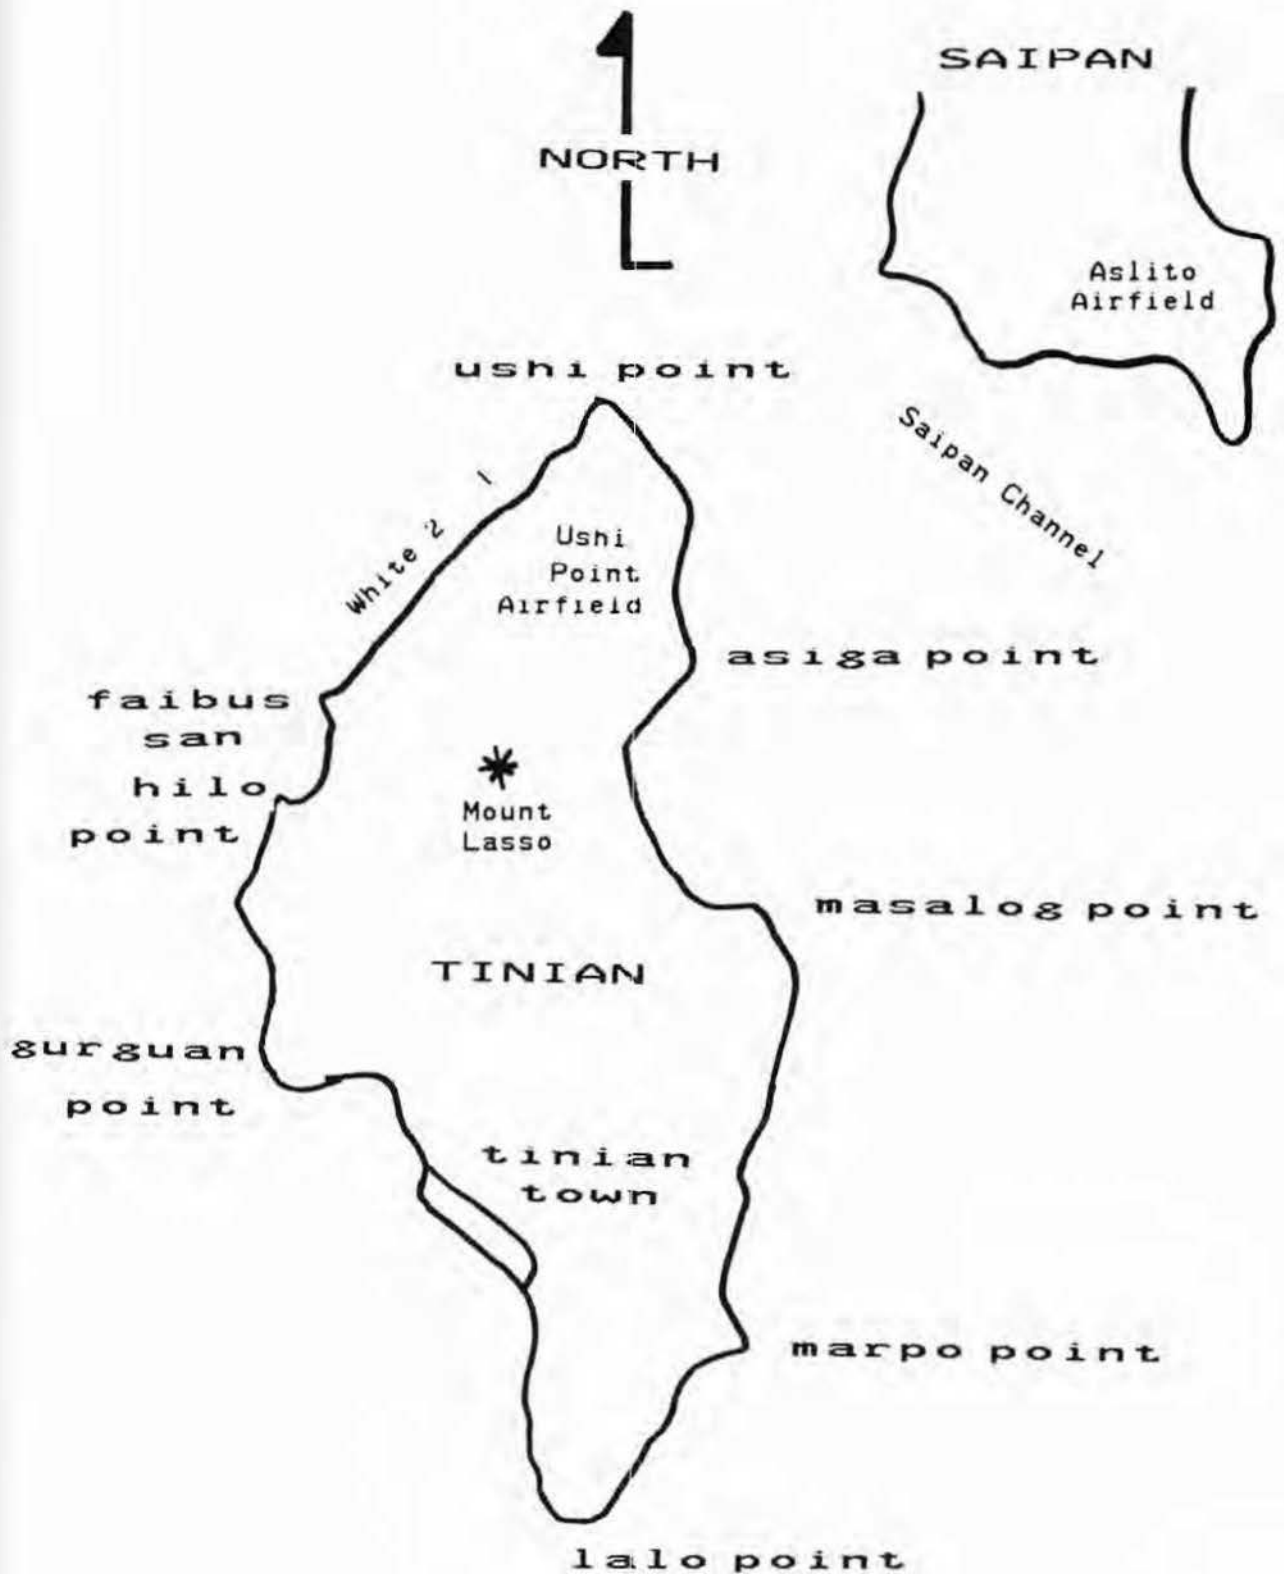 SAIPAN
NORTH
Aslito
Airfield
ushi point
Saipan Channel
White 2 1
Ushi
Point
Airfield
asiga point
faibus
san
hilo
point
Mount
Lasso
masalog point
TINIAN
gurguan
point
tinian
town
marpo point
lalo point